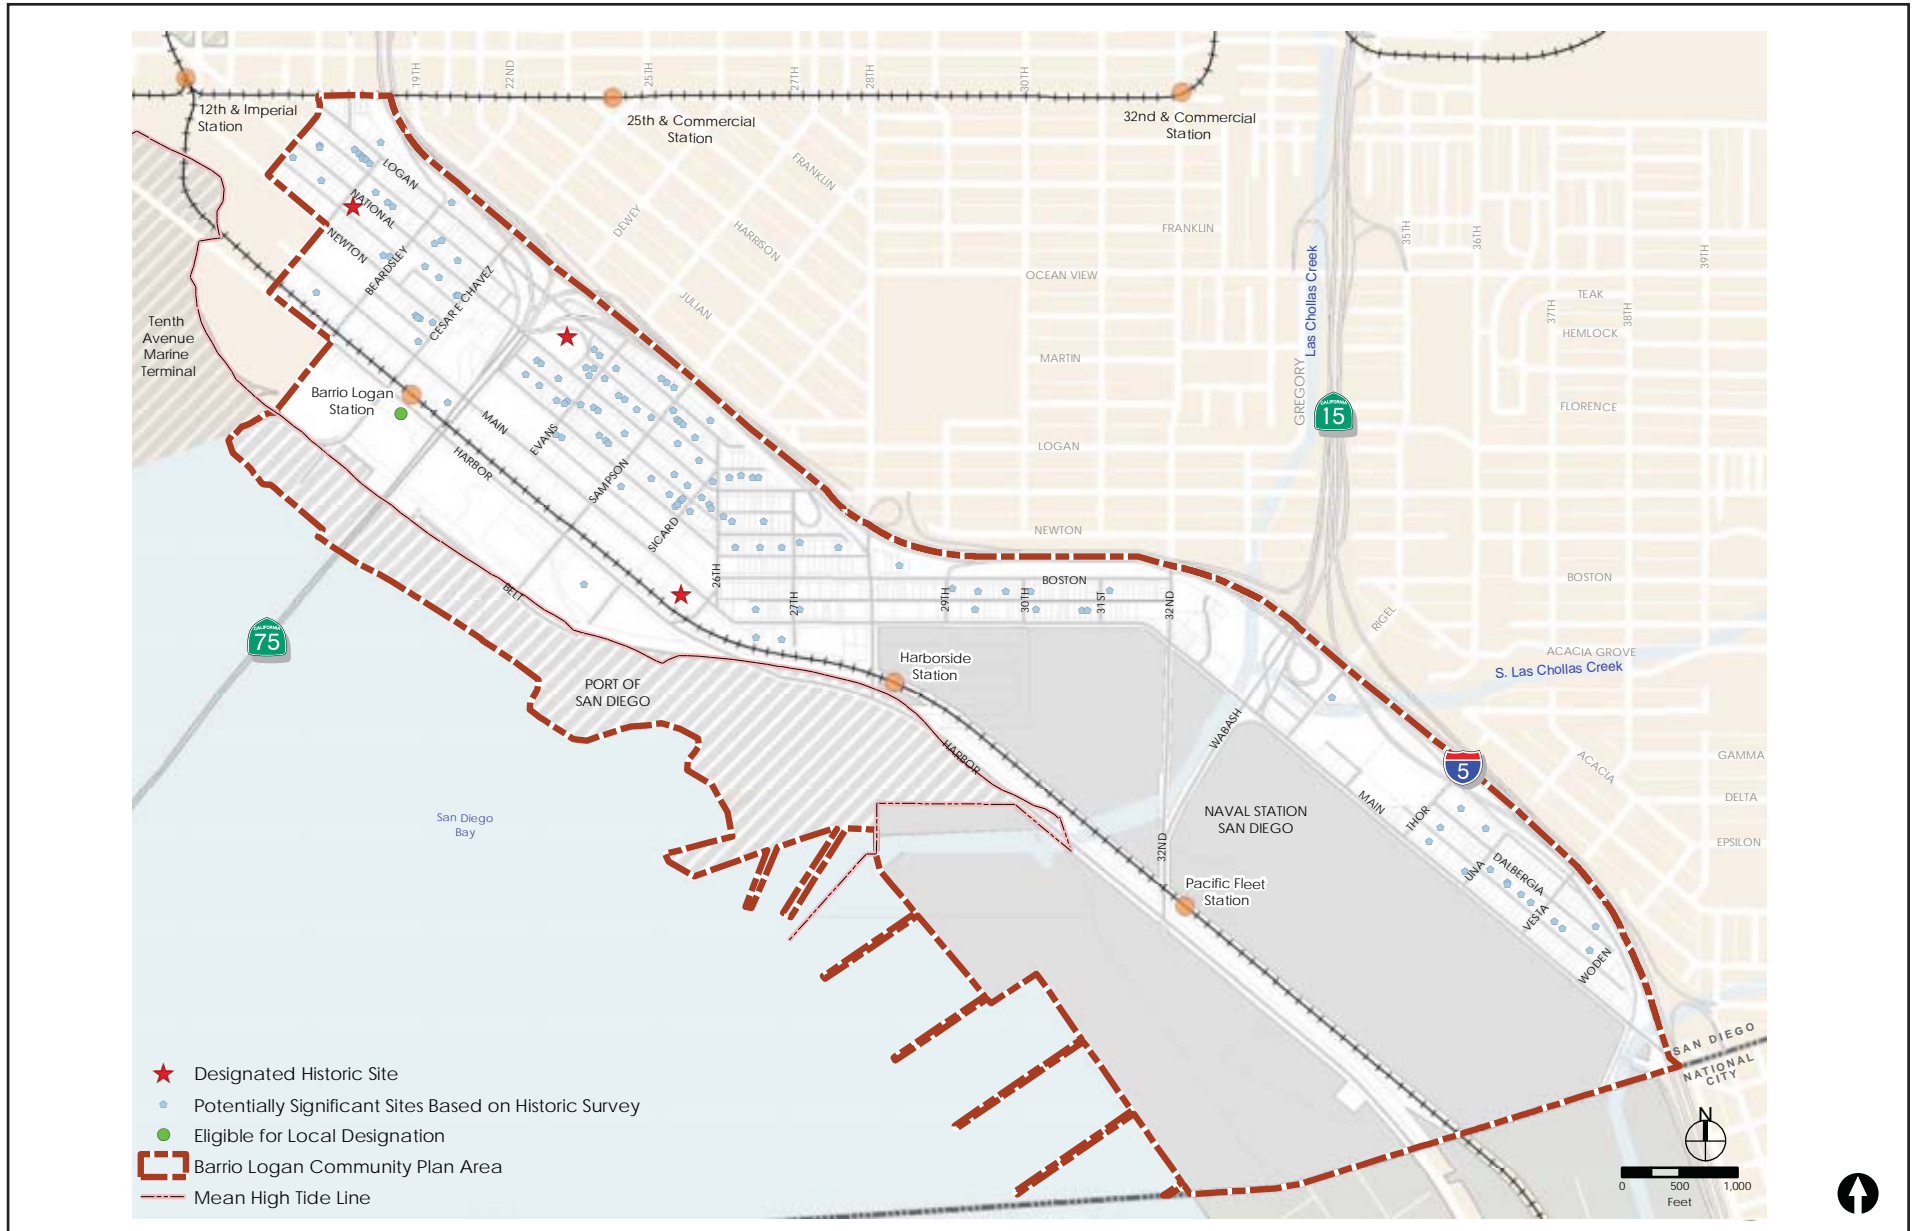 19TH
22ND
25TH
27TH
28TH
30TH
12th & Imperial
Station
25th & Commercial
Station
32nd & Commercial
Station
FRANKLIN
LOGAN
NATIONAL
NEWTON
BEARDSLEY
CESAR E CHAVEZ
DEWEY
HARRISON
JULIAN
FRANKLIN
OCEAN VIEW
MARTIN
LOGAN
NEWTON
Las Chollas Creek
GREGORY
CALIFORNIA
15
35TH
36TH
39TH
TEAK
37TH
38TH
HEMLOCK
FLORENCE
BOSTON
RIGEL
ACACIA GROVE
S. Las Chollas Creek
Tenth
Avenue
Marine
Terminal
Barrio Logan
Station
MAIN
HARBOR
EVANS
SAMPSON
SICARD
26TH
27TH
BOSTON
29TH
30TH
31ST
32ND
BELT
CALIFORNIA
75
Harborside
Station
PORT OF
SAN DIEGO
HARBOR
WABASH
5
ACACIA
GAMMA
DELTA
EPSILON
San Diego
Bay
NAVAL STATION
SAN DIEGO
32ND
MAIN
THOR
UNA
DALBERGIA
VESTA
WODEN
Pacific Fleet
Station
SAN DIEGO
NATIONAL
CITY
Designated Historic Site
Potentially Significant Sites Based on Historic Survey
Eligible for Local Designation
Barrio Logan Community Plan Area
Mean High Tide Line
N
0 500 1,000
Feet